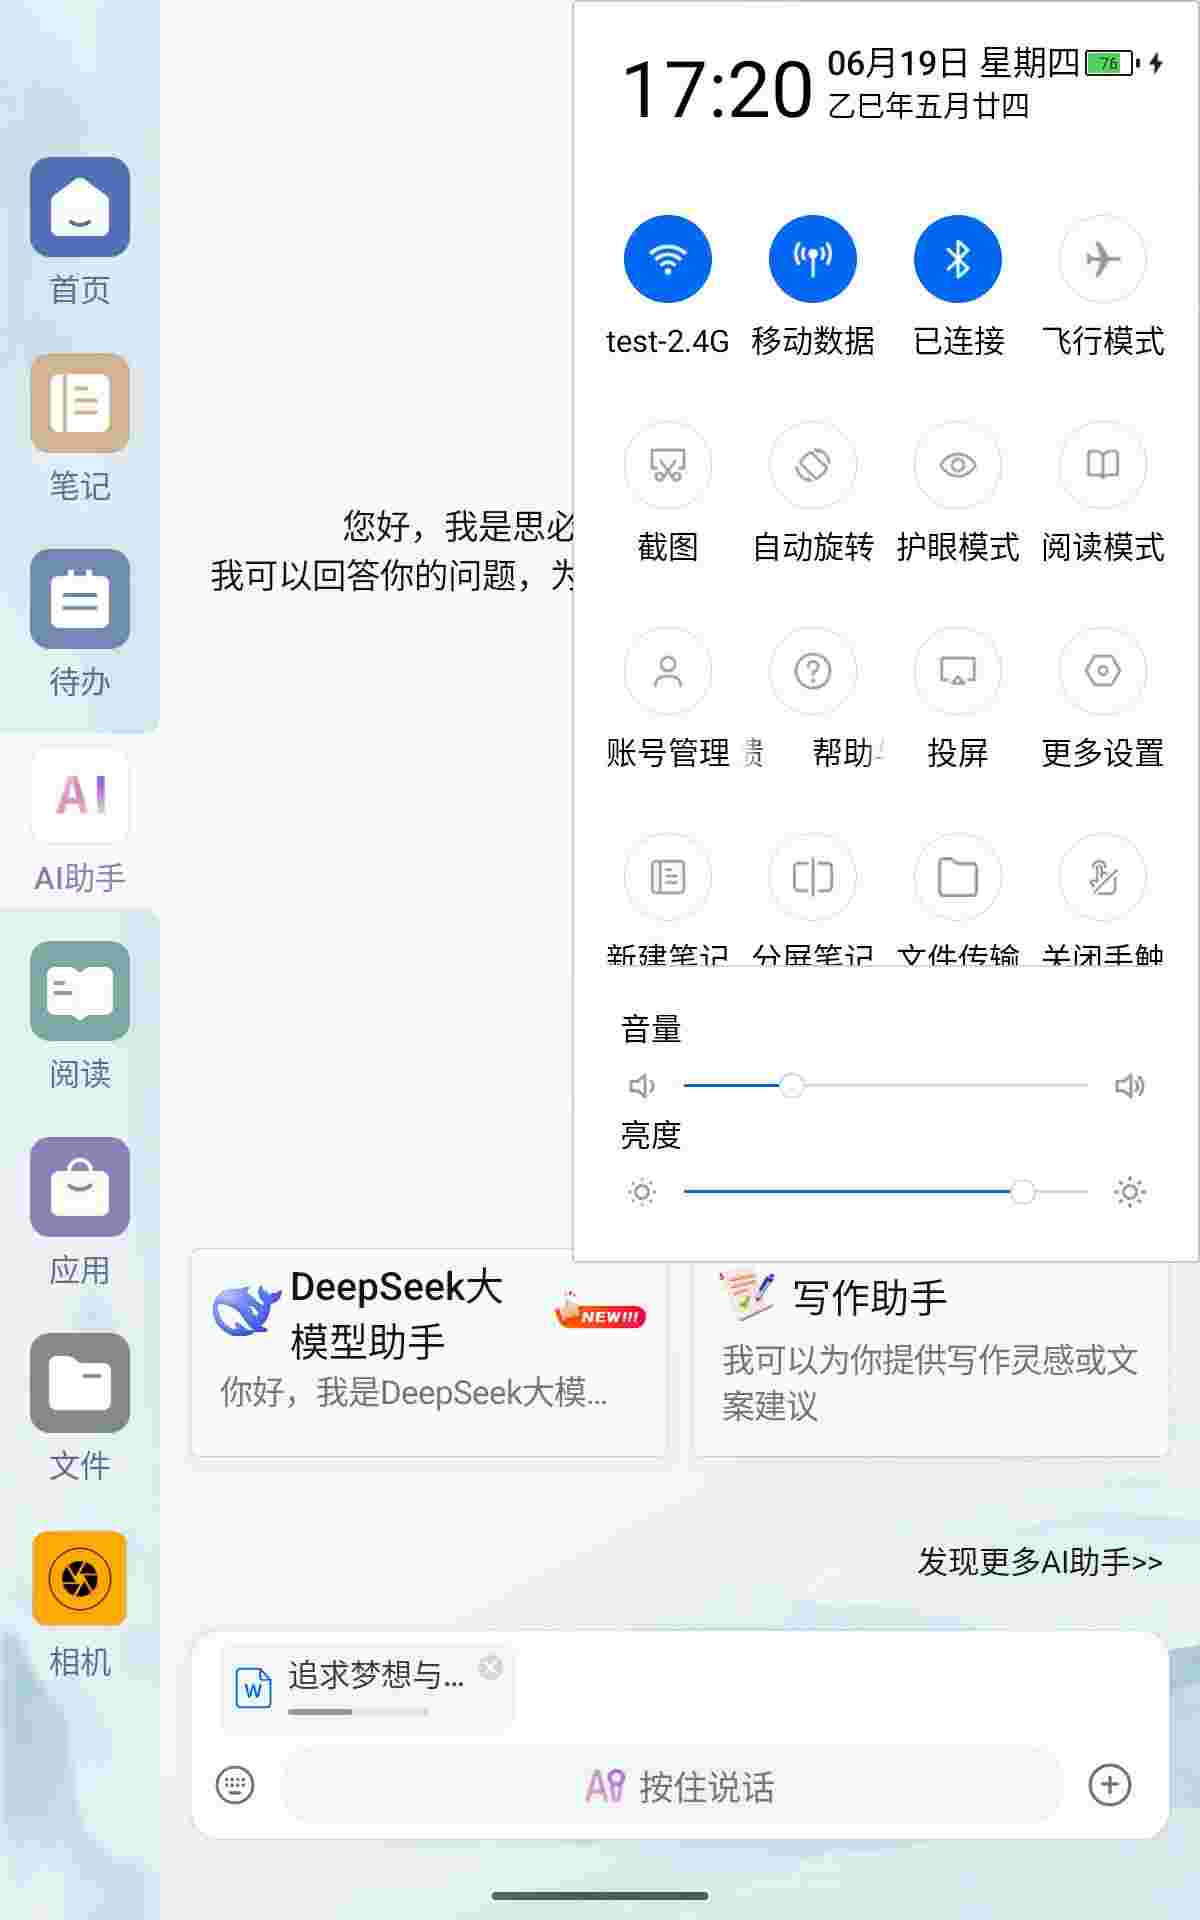 17:20
06月19日 星期四
76
乙巳年五月廿四
test-2.4G
移动数据
已连接
飞行模式
截图
自动旋转
护眼模式
阅读模式
账号管理
馈 帮助
投屏
更多设置
新建笔记
分屏笔记
文件传输
关闭手触
音量
亮度
首页
笔记
待办
AI
AI助手
阅读
应用
文件
相机
您好，我是思必
我可以回答你的问题，为
DeepSeek大
模型助手
NEW!!!
你好，我是DeepSeek大模...
写作助手
我可以为你提供写作灵感或文
案建议
发现更多AI助手>>
W
追求梦想与...
按住说话